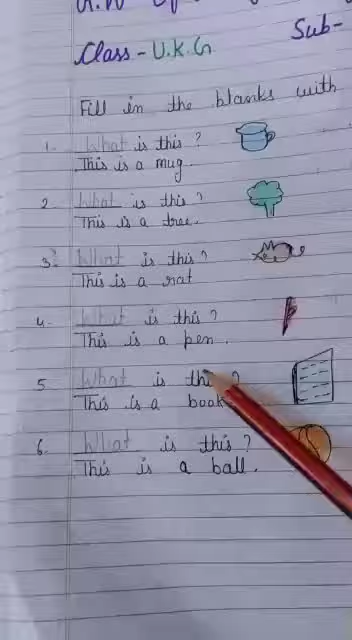 Sub-
Class - U.K.G
Fill in the blanks with
1. What is this ?
This is a mug.
2. What is this ?
This is a tree.
3. What is this ?
This is a rat
4. What is this ?
This is a pen.
5 What is this ?
This is a book
6. What is this ?
This is a ball.